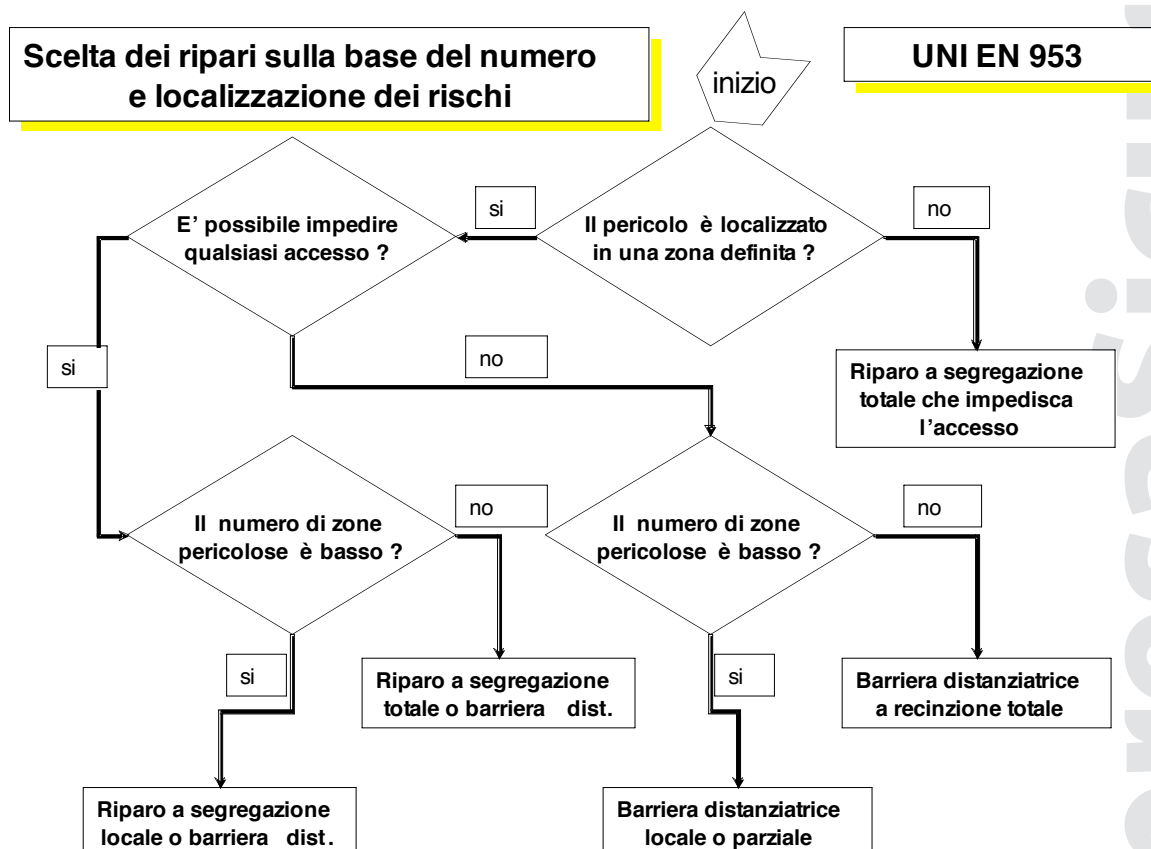 Scelta dei ripari sulla base del numero
e localizzazione dei rischi
inizio
UNI EN 953
E' possibile impedire
qualsiasi accesso ?
si
Il pericolo è localizzato
in una zona definita ?
no
si
no
Riparo a segregazione
totale che impedisca
l'accesso
Il numero di zone
pericolose è basso ?
no
Il numero di zone
pericolose è basso ?
no
si
Riparo a segregazione
totale o barriera dist.
si
Barriera distanziatrice
a recinzione totale
Riparo a segregazione
locale o barriera dist.
Barriera distanziatrice
locale o parziale